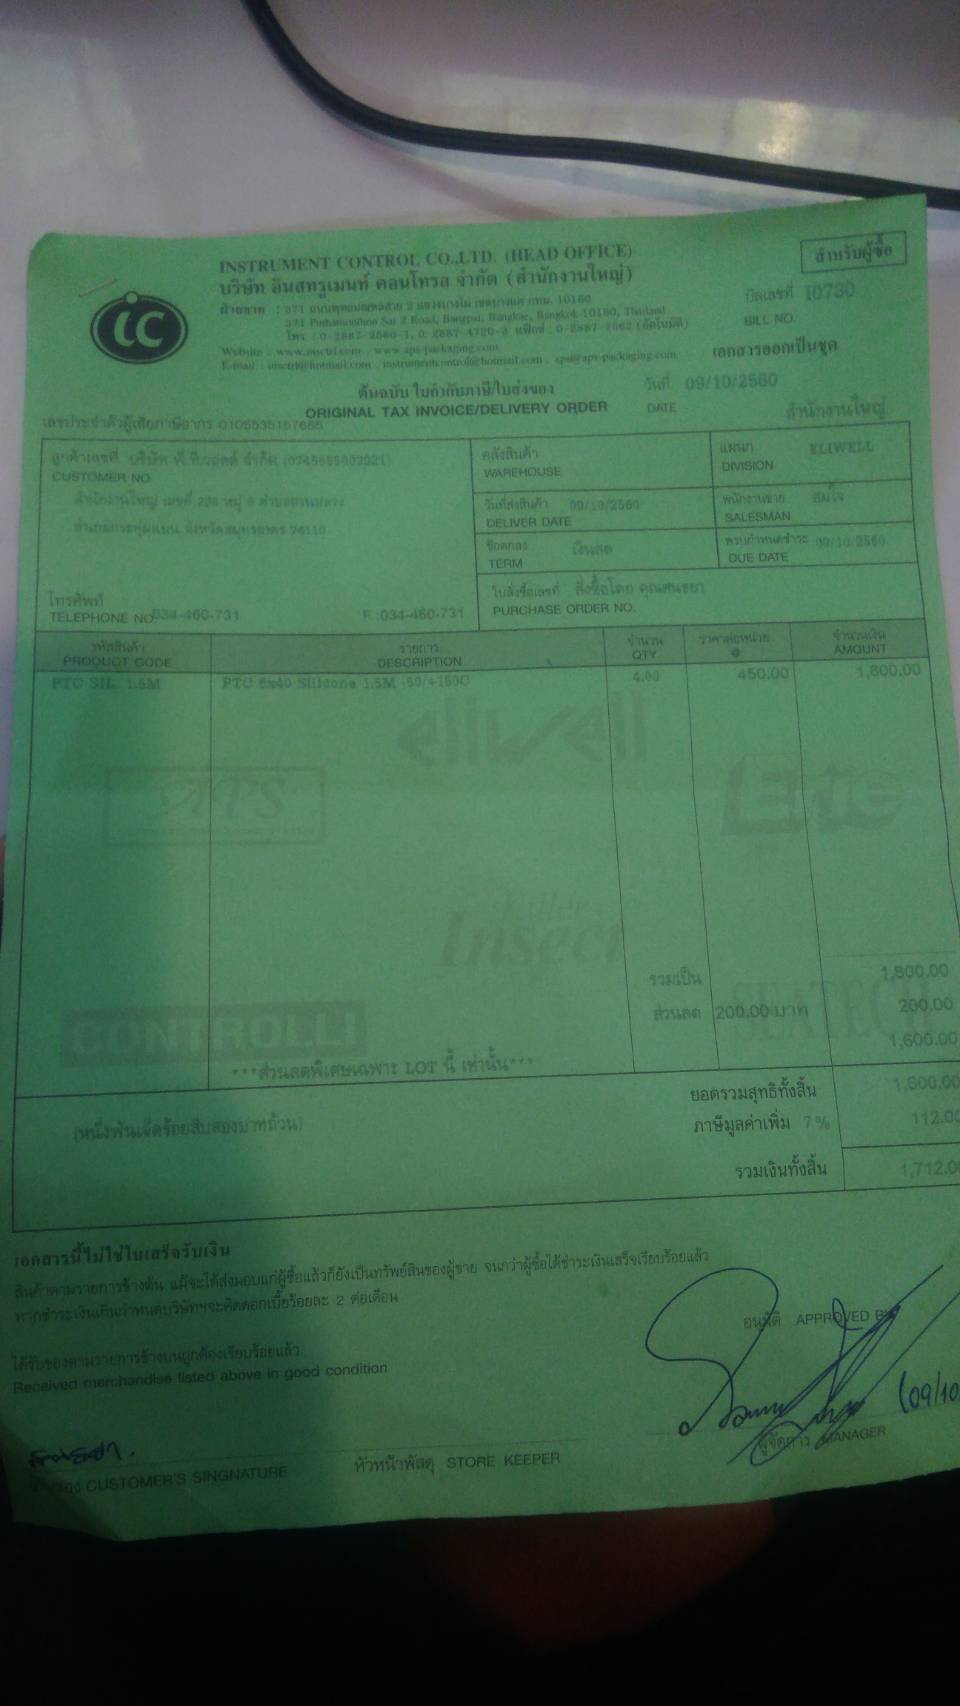 INSTRUMENT CONTROL CO.,LTD. (HEAD OFFICE)
สำหรับผู้ซื้อ
บริษัท อินสทรูเมนท์ คอนโทรล จำกัด (สำนักงานใหญ่)
ic
ฝ่ายขาย : 371 ถนนพุทธมณฑลสาย 2 แขวงบางไผ่ เขตบางแค กทม. 10160
บิลเลขที่ I0730
BILL NO.
371 Sai 2 Road, Bangpai, Bangkae, Bangkok 10160, Thailand
โทร : 0-2887-2560-1, 0-2887-4720-3 แฟ็กซ์ : 0-2887-2562 (อัตโนมัติ)
Website : www.insctri.com , www.aps-packaging.com
E-mail : insctri@hotmail.com , instrumentcontrol@hotmail.com , aps@aps-packaging.com
เอกสารออกเป็นชุด
ต้นฉบับ ใบกำกับภาษี/ใบส่งของ
วันที่ 09/10/2560
ORIGINAL TAX INVOICE/DELIVERY ORDER
DATE
สำนักงานใหญ่
เลขประจำตัวผู้เสียภาษีอากร
ลูกค้าเลขที่ บริษัท จำกัด
CUSTOMER NO.
สำนักงานใหญ่ เลขที่ หมู่
จังหวัดสมุทรสาคร 74110
คลังสินค้า
WAREHOUSE
แผนก ELIWELL
DIVISION
วันที่ส่งสินค้า 09/10/2560
DELIVER DATE
พนักงานขาย สมใจ
SALESMAN
ข้อตกลง เงินสด
TERM
ครบกำหนดชำระ 09/10/2560
DUE DATE
โทรศัพท์
TELEPHONE NO. 034-460-731 F :034-460-731
ใบสั่งซื้อเลขที่ สั่งซื้อโดย
PURCHASE ORDER NO.
รหัสสินค้า รายการ จำนวน ราคาต่อหน่วย จำนวนเงิน
PRODUCT CODE DESCRIPTION QTY. @ AMOUNT
PTC SIL. 1.5M PTC 6x40 Silicone 1.5M -50/+150C 4.00 450.00 1,800.00
eliwell
APS
Killer
Insect
CONTROLLI
รวมเป็น 1,800.00
ส่วนลด 200.00 บาท 200.00
1,600.00
***ส่วนลดพิเศษเฉพาะ LOT นี้ เท่านั้น***
ยอดรวมสุทธิทั้งสิ้น 1,600.00
(หนึ่งพันเจ็ดร้อยสิบสองบาทถ้วน)
ภาษีมูลค่าเพิ่ม 7 % 112.00
รวมเงินทั้งสิ้น 1,712.0
เอกสารนี้ไม่ใช่ใบเสร็จรับเงิน
สินค้าตามรายการข้างต้น แม้จะได้ส่งมอบแก่ผู้ซื้อแล้วก็ยังเป็นทรัพย์สินของผู้ขาย จนกว่าผู้ซื้อได้ชำระเงินเสร็จเรียบร้อยแล้ว
หากชำระเงินเกินกำหนดบริษัทฯจะคิดดอกเบี้ยร้อยละ 2 ต่อเดือน
อนุมัติ APPROVED BY
ได้รับของตามรายการข้างบนถูกต้องเรียบร้อยแล้ว
Received merchandise listed above in good condition
(09/10
ผู้จัดการ MANAGER
หัวหน้าพัสดุ STORE KEEPER
CUSTOMER'S SINGNATURE